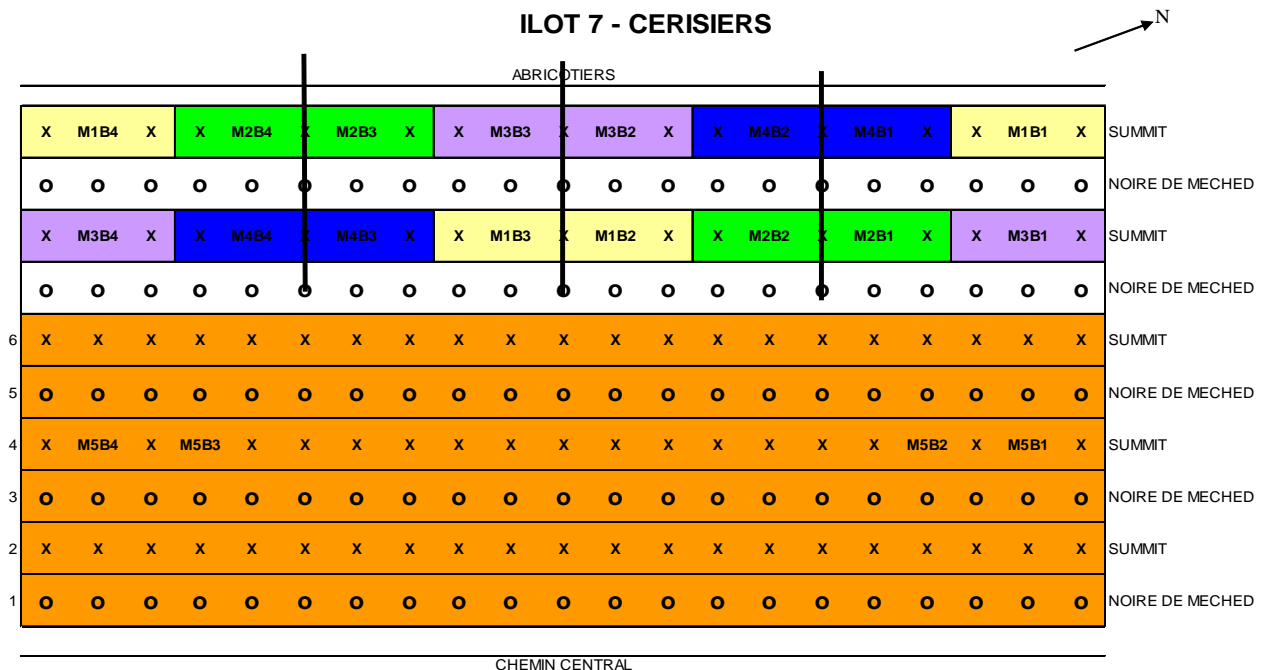 ILOT 7 - CERISIERS
N
ABRICOTIERS
X M1B4 X X M2B4 X M2B3 X X M3B3 X M3B2 X X M4B2 X M4B1 X X M1B1 X SUMMIT
O O O O O O O O O O O O O O O O O O O O O NOIRE DE MECHED
X M3B4 X X M4B4 X M4B3 X X M1B3 X M1B2 X X M2B2 X M2B1 X X M3B1 X SUMMIT
O O O O O O O O O O O O O O O O O O O O O NOIRE DE MECHED
6 X X X X X X X X X X X X X X X X X X X X X SUMMIT
5 O O O O O O O O O O O O O O O O O O O O O NOIRE DE MECHED
4 X M5B4 X M5B3 X X X X X X X X X X X X X M5B2 X M5B1 X SUMMIT
3 O O O O O O O O O O O O O O O O O O O O O NOIRE DE MECHED
2 X X X X X X X X X X X X X X X X X X X X X SUMMIT
1 O O O O O O O O O O O O O O O O O O O O O NOIRE DE MECHED
CHEMIN CENTRAL